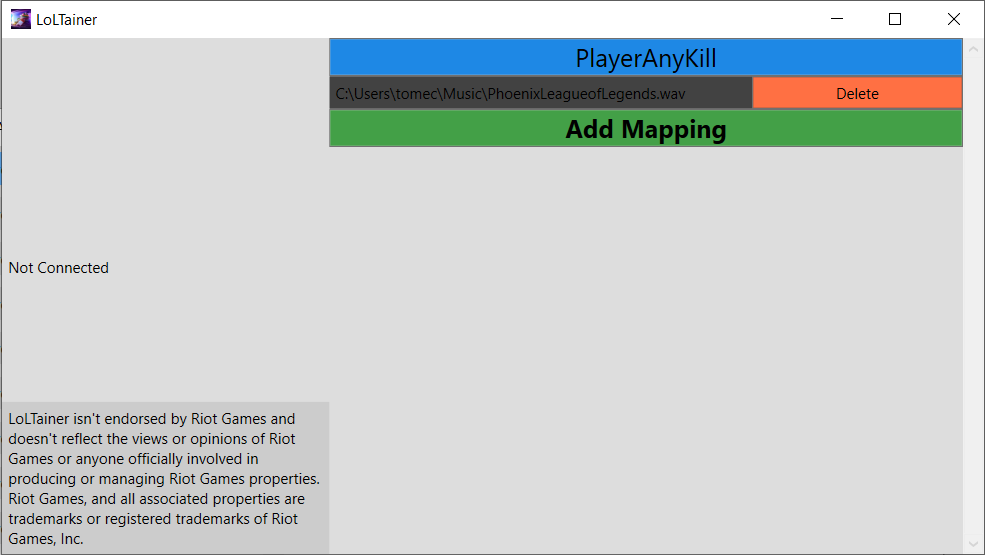 LoLTainer
PlayerAnyKill
C:\Users\tomec\Music\PhoenixLeagueofLegends.wav
Delete
Add Mapping
Not Connected
LoLTainer isn't endorsed by Riot Games and
doesn't reflect the views or opinions of Riot
Games or anyone officially involved in
producing or managing Riot Games properties.
Riot Games, and all associated properties are
trademarks or registered trademarks of Riot
Games, Inc.